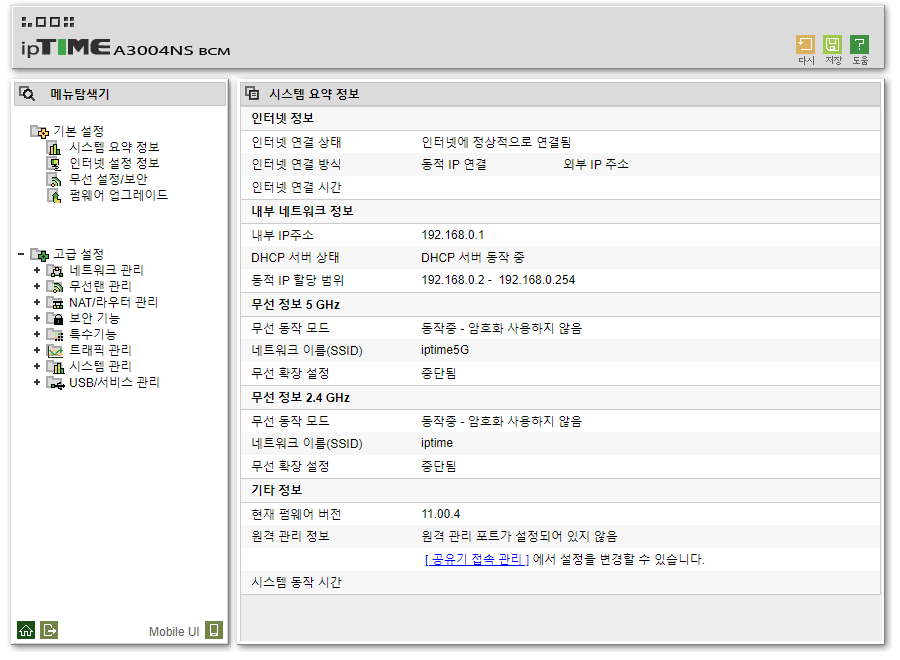 ipTIME A3004NS BCM
다시 저장 도움
메뉴탐색기
기본 설정
시스템 요약 정보
인터넷 설정 정보
무선 설정/보안
펌웨어 업그레이드
고급 설정
네트워크 관리
무선랜 관리
NAT/라우터 관리
보안 기능
특수기능
트래픽 관리
시스템 관리
USB/서비스 관리
Mobile UI
시스템 요약 정보
인터넷 정보
인터넷 연결 상태 인터넷에 정상적으로 연결됨
인터넷 연결 방식 동적 IP 연결 외부 IP 주소
인터넷 연결 시간
내부 네트워크 정보
내부 IP주소 192.168.0.1
DHCP 서버 상태 DHCP 서버 동작 중
동적 IP 할당 범위 192.168.0.2 - 192.168.0.254
무선 정보 5 GHz
무선 동작 모드 동작중 - 암호화 사용하지 않음
네트워크 이름(SSID) iptime5G
무선 확장 설정 중단됨
무선 정보 2.4 GHz
무선 동작 모드 동작중 - 암호화 사용하지 않음
네트워크 이름(SSID) iptime
무선 확장 설정 중단됨
기타 정보
현재 펌웨어 버전 11.00.4
원격 관리 정보 원격 관리 포트가 설정되어 있지 않음
[ 공유기 접속 관리 ] 에서 설정을 변경할 수 있습니다.
시스템 동작 시간